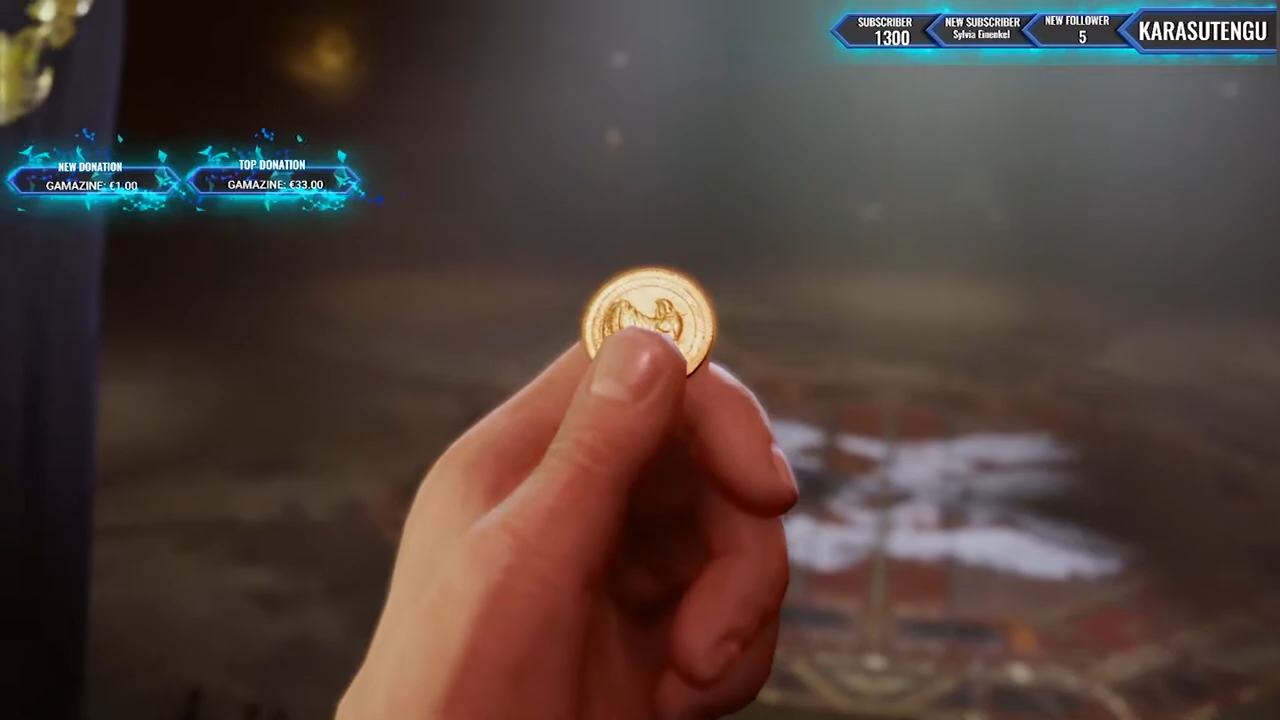 SUBSCRIBER
1300
NEW SUBSCRIBER
Sylvia Einenkel
NEW FOLLOWER
5
KARASUTENGU
NEW DONATION
GAMAZINE: €1.00
TOP DONATION
GAMAZINE: €33.00